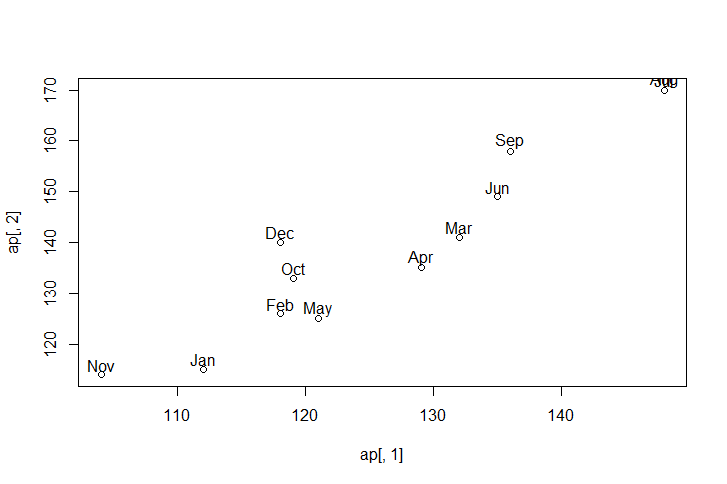 170
160
150
140
130
120
ap[, 2]
Sep
Jun
Dec
Mar
Oct
Apr
Feb
May
Nov
Jan
110
120
130
140
ap[, 1]